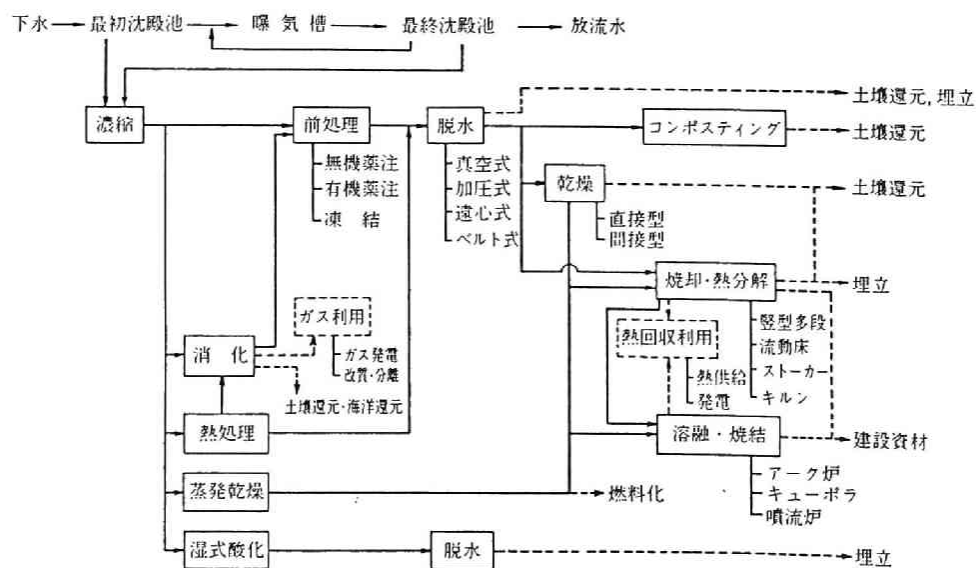 下水 最初沈殿池 曝気槽 最終沈殿池 放流水
土壌還元,埋立
濃縮 前処理 脱水 コンポスティング 土壌還元
無機薬注
有機薬注
凍結
真空式
加圧式
遠心式
ベルト式
乾燥 土壌還元
直接型
間接型
焼却・熱分解 埋立
竪型多段
流動床
ストーカー
キルン
ガス利用
ガス発電
改質・分離
熱回収利用
熱供給
発電
消化
土壌還元・海洋還元
熱処理
溶融・焼結 建設資材
アーク炉
キューポラ
噴流炉
蒸発乾燥 燃料化
湿式酸化 脱水 埋立